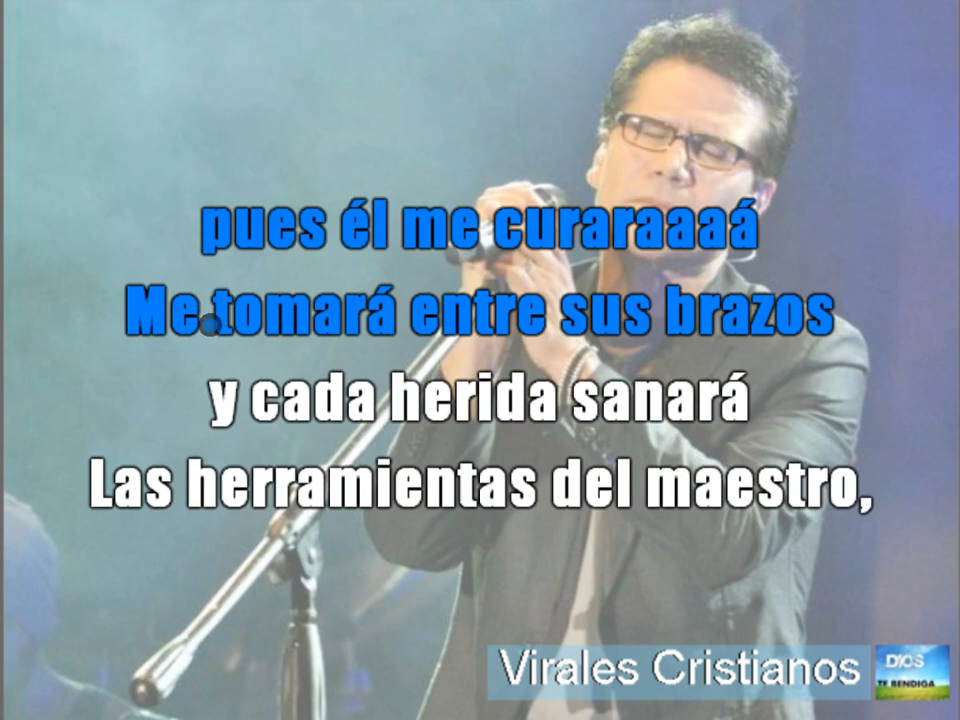 pues él me curaraaaá
Me tomará entre sus brazos
y cada herida sanará
Las herramientas del maestro,
Virales Cristianos
DIOS
TE BENDIGA